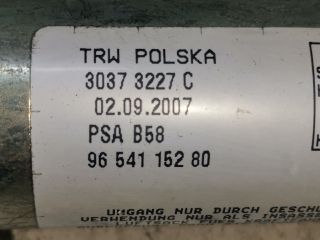 TRW POLSKA
3037 3227 C
02.09.2007
PSA B58
96 541 152 80
UMGANG NUR DURCH GESCHU
VERWENDUNG NUR ALS INSASSE